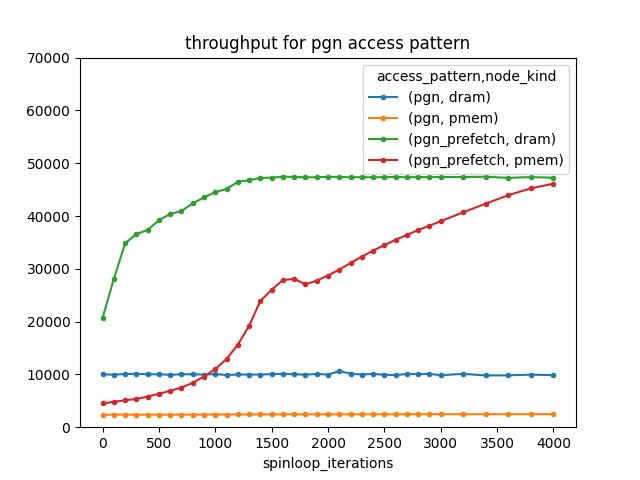 throughput for pgn access pattern
70000
60000
50000
40000
30000
20000
10000
0
access_pattern,node_kind
(pgn, dram)
(pgn, pmem)
(pgn_prefetch, dram)
(pgn_prefetch, pmem)
0 500 1000 1500 2000 2500 3000 3500 4000
spinloop_iterations